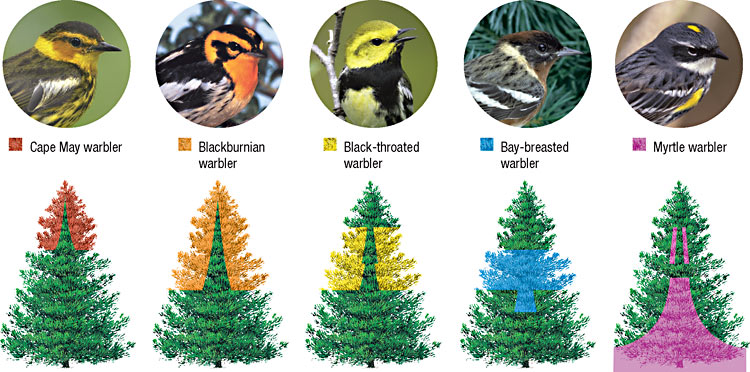 Cape May warbler
Blackburnian
warbler
Black-throated
warbler
Bay-breasted
warbler
Myrtle warbler